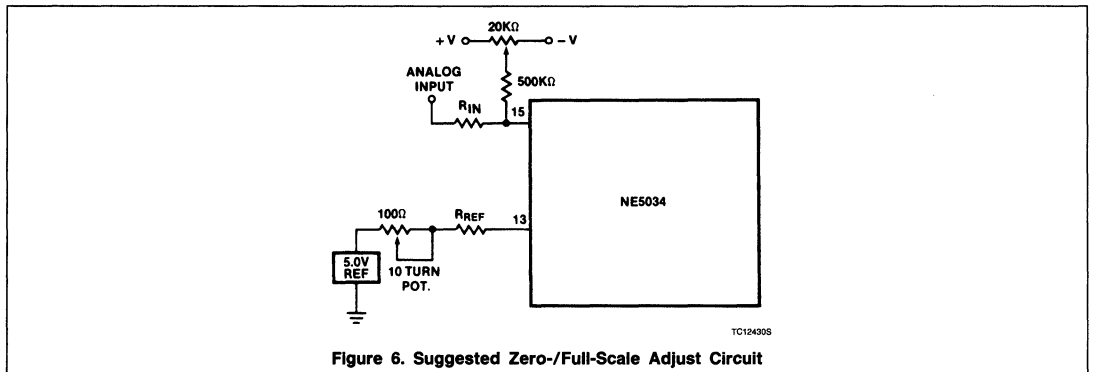 20KΩ
+ V
– V
ANALOG
INPUT
500KΩ
RIN
15
NE5034
100Ω
RREF
13
5.0V
REF
10 TURN
POT.
TC12430S
Figure 6. Suggested Zero-/Full-Scale Adjust Circuit